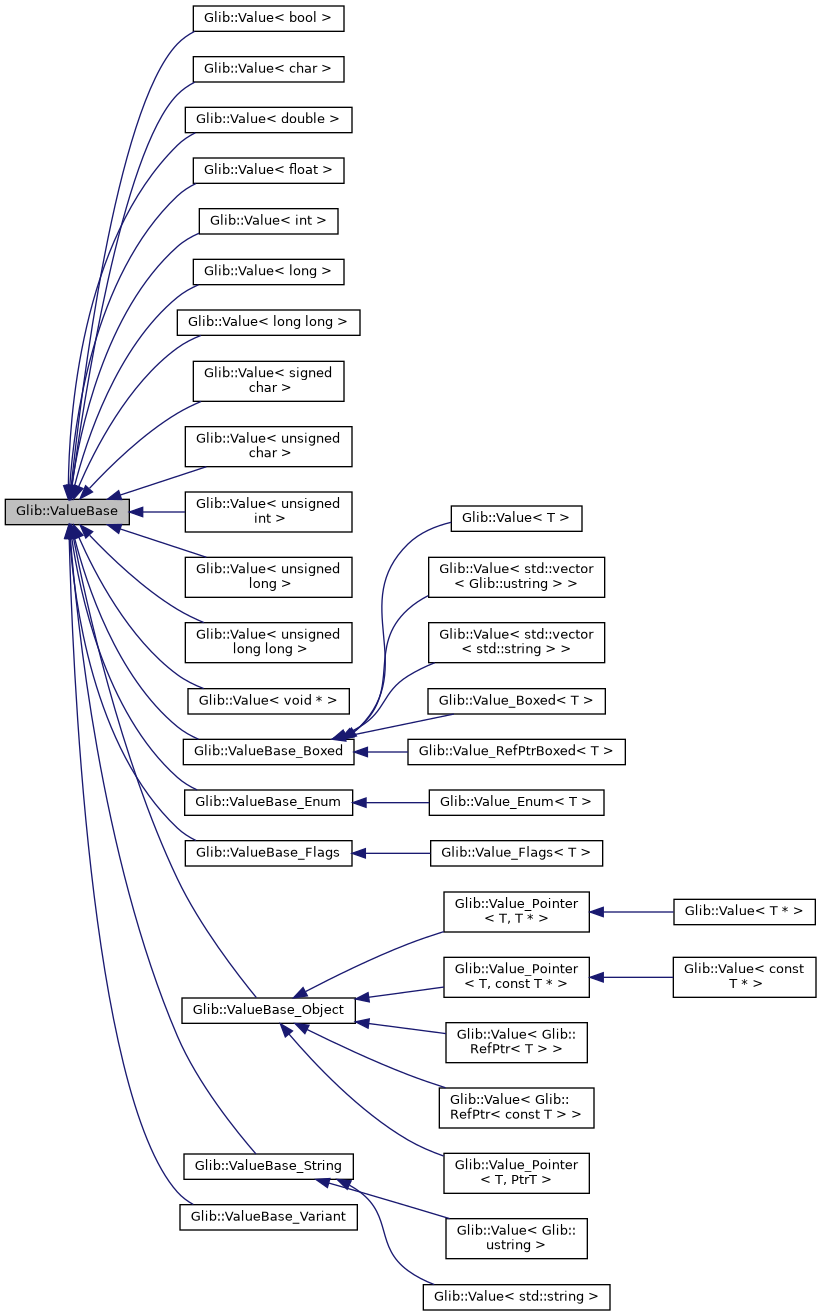 Glib::Value< bool >
Glib::Value< char >
Glib::Value< double >
Glib::Value< float >
Glib::Value< int >
Glib::Value< long >
Glib::Value< long long >
Glib::Value< signed
char >
Glib::Value< unsigned
char >
Glib::ValueBase
Glib::Value< unsigned
int >
Glib::Value< T >
Glib::Value< unsigned
long >
Glib::Value< std::vector
< Glib::ustring > >
Glib::Value< unsigned
long long >
Glib::Value< std::vector
< std::string > >
Glib::Value< void * >
Glib::Value_Boxed< T >
Glib::ValueBase_Boxed
Glib::Value_RefPtrBoxed< T >
Glib::ValueBase_Enum
Glib::Value_Enum< T >
Glib::ValueBase_Flags
Glib::Value_Flags< T >
Glib::Value_Pointer
< T, T * >
Glib::Value< T * >
Glib::Value_Pointer
< T, const T * >
Glib::Value< const
T * >
Glib::ValueBase_Object
Glib::Value< Glib::
RefPtr< T > >
Glib::Value< Glib::
RefPtr< const T > >
Glib::ValueBase_String
Glib::Value_Pointer
< T, PtrT >
Glib::ValueBase_Variant
Glib::Value< Glib::
ustring >
Glib::Value< std::string >